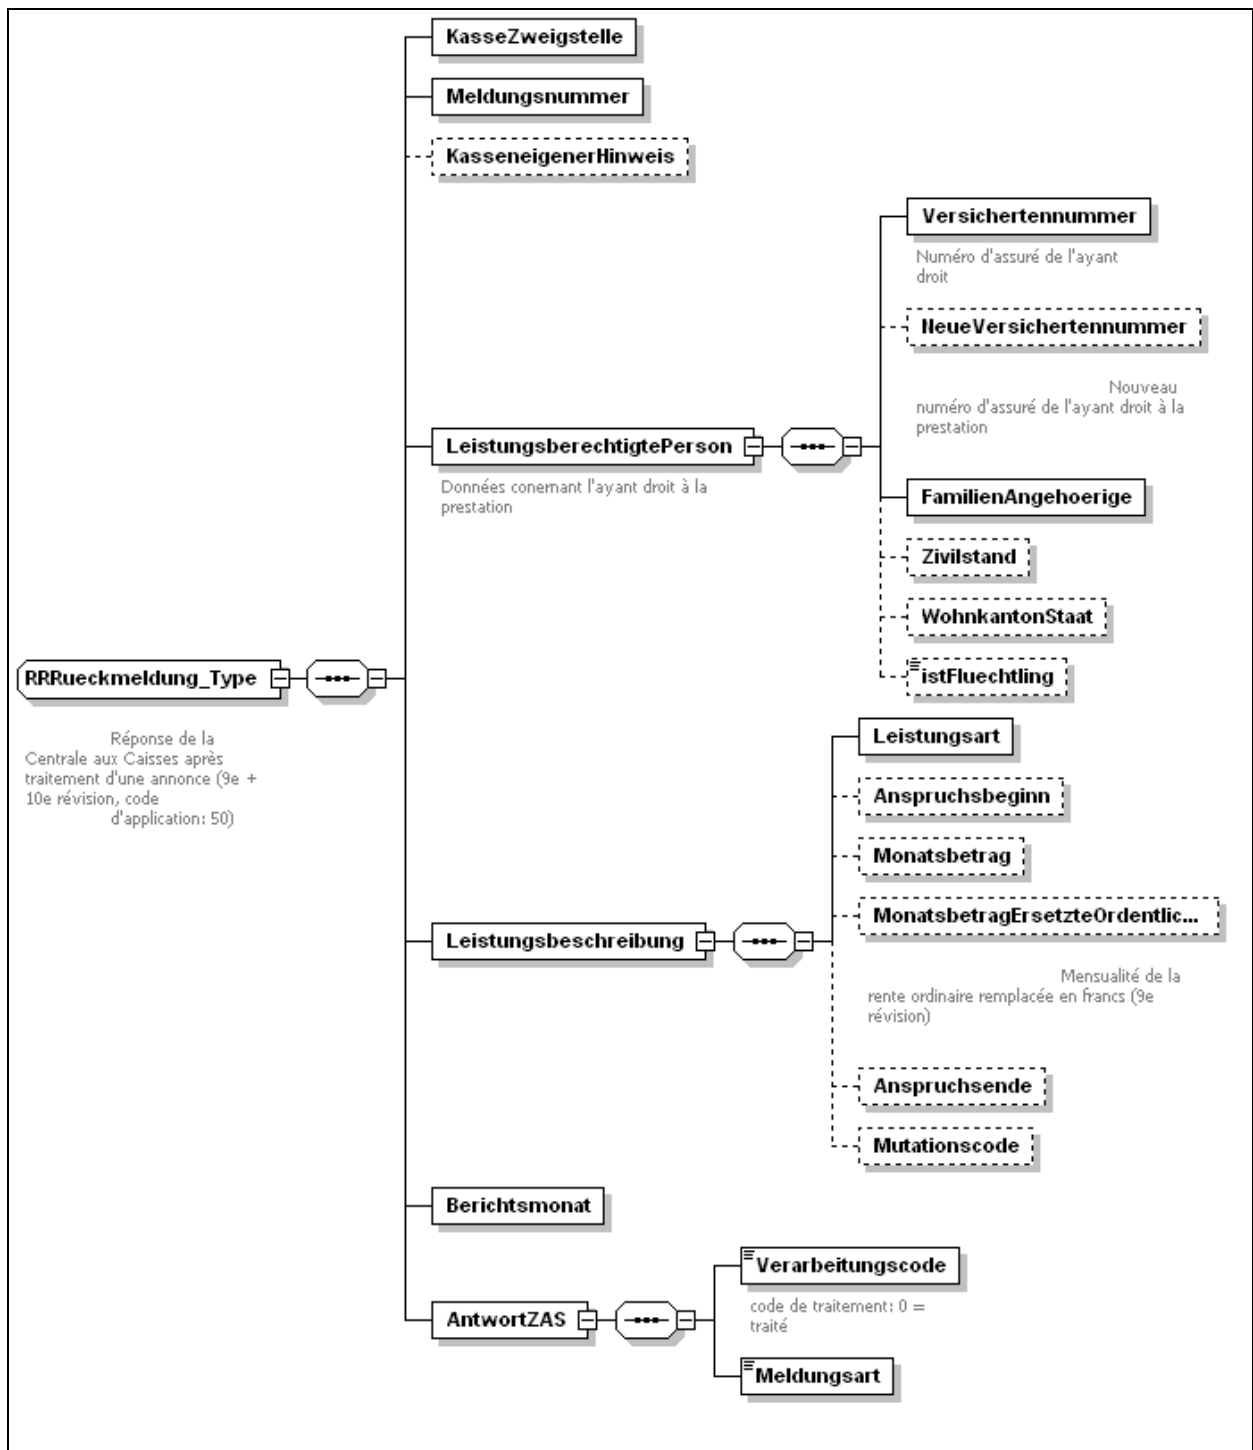 KasseZweigstelle
Meldungsnummer
KasseneigenerHinweis
Versichertennummer
Numéro d'assuré de l'ayant
droit
NeueVersichertennummer
Nouveau
numéro d'assuré de l'ayant droit à la
prestation
LeistungsberechtigtePerson
Données conernant l'ayant droit à la
prestation
FamilienAngehoerige
Zivilstand
WohnkantonStaat
istFluechtling
RRRueckmeldung_Type
Réponse de la
Centrale aux Caisses après
traitement d'une annonce (9e +
10e révision, code
d'application: 50)
Leistungsart
Anspruchsbeginn
Monatsbetrag
MonatsbetragErsetzteOrdentlic...
Mensualité de la
rente ordinaire remplacée en francs (9e
révision)
Leistungsbeschreibung
Anspruchsende
Mutationscode
Berichtsmonat
Verarbeitungscode
code de traitement: 0 =
traité
AntwortZAS
Meldungsart